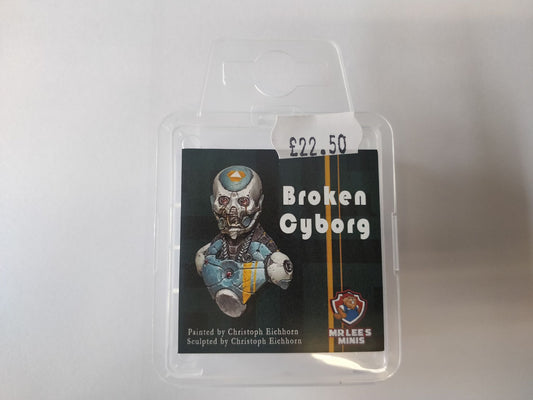 £22.50
Broken
Cyborg
Painted by Christoph Eichhorn
Sculpted by Christoph Eichhorn
MR LEE'S
MINIS